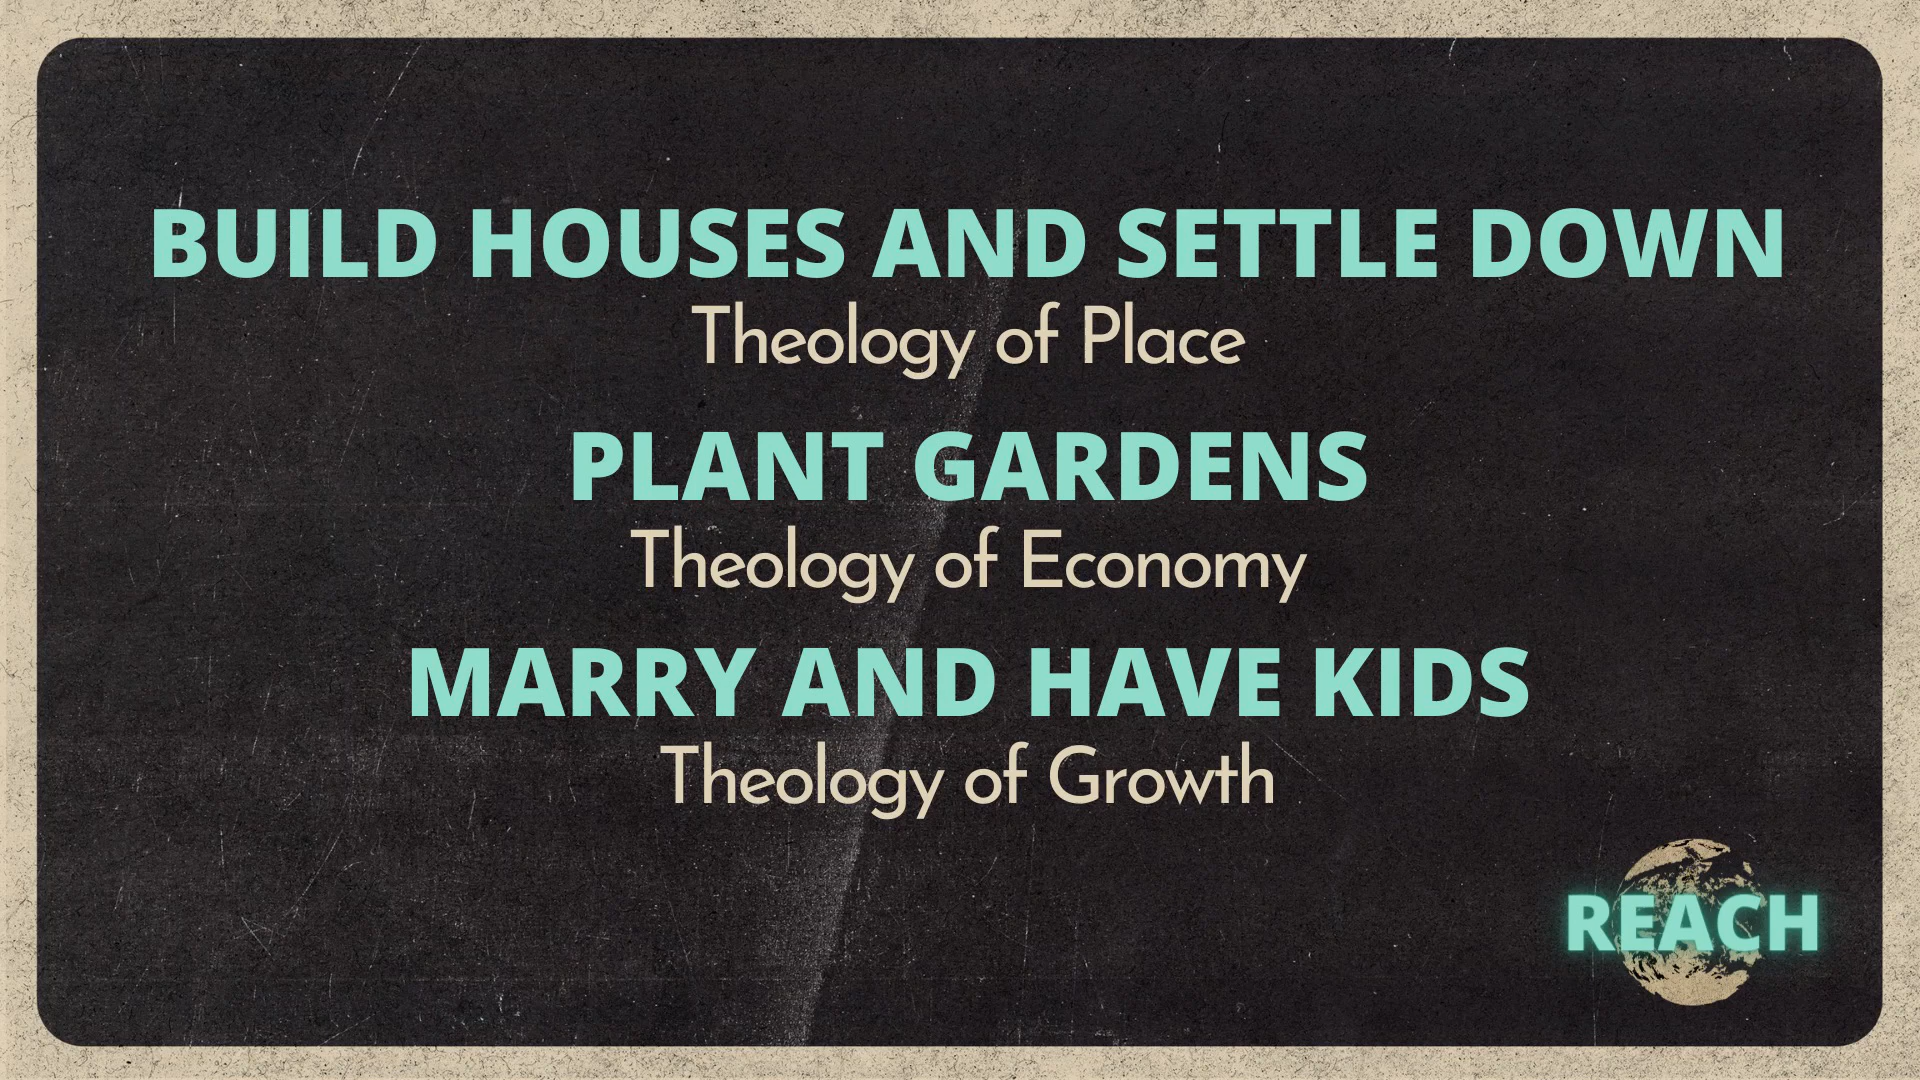 BUILD HOUSES AND SETTLE DOWN
Theology of Place
PLANT GARDENS
Theology of Economy
MARRY AND HAVE KIDS
Theology of Growth
REACH